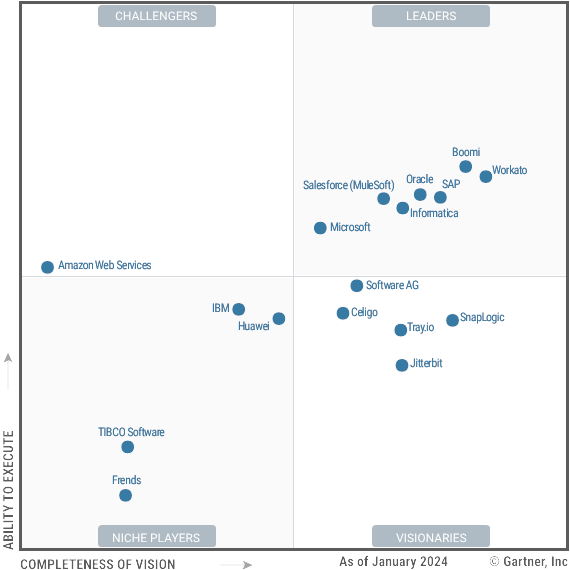 CHALLENGERS
LEADERS
Boomi
Workato
Oracle
SAP
Salesforce (MuleSoft)
Informatica
Microsoft
Amazon Web Services
Software AG
IBM
Celigo
Huawei
SnapLogic
Tray.io
Jitterbit
TIBCO Software
Frends
NICHE PLAYERS
VISIONARIES
ABILITY TO EXECUTE
COMPLETENESS OF VISION
As of January 2024
© Gartner, Inc